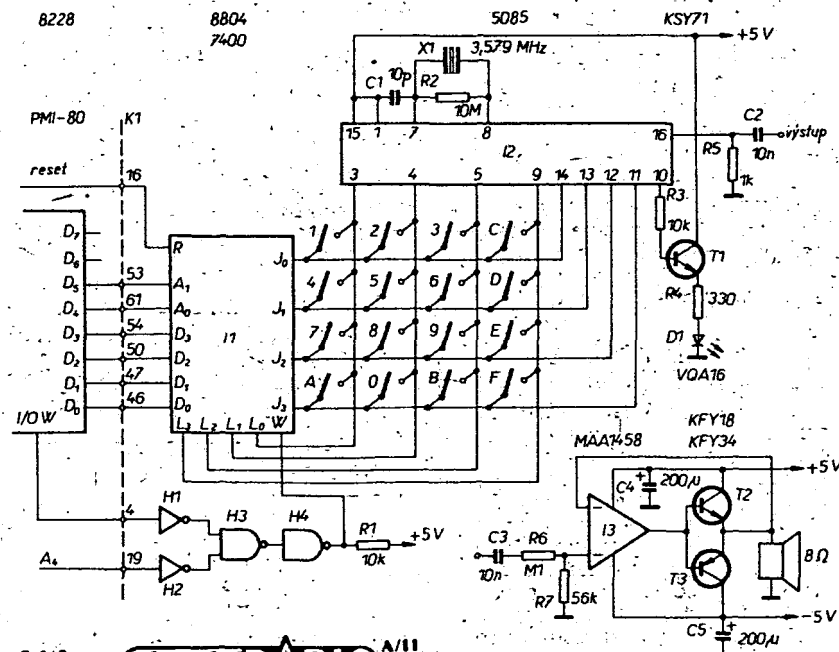 8228 8804 5085 KSY71
7400
+5V
X1 3,579 MHz
C1 10p R2
10M
PMI-80 K1
15 1 7 8 16
C2
výstup
10n
R5
1k
I2
reset 16
3 4 5 9 14 13 12 11 10
R3
10k
D7
R
1 2 3 C
J0
T1
D6
D5 53 A1
4 5 6 D
R4 330
D4 61 A0
J1
D1
D3 54 D3
I1
7 8 9 E
D2 50 D2
J2
VQA16
D1 47 D1
A 0 B F
D0 46 D0
J3
I/OW
L3 L2 L1 L0 W
KFY18
MAA1458 KFY34
+5V
C4 + 200µ
T2
4 H1
H3 H4
R1 +5V
10k
A4 19
H2
C3 R6
10n M1
I3
R7 56k
T3
8Ω
-5V
C5 + 200µ
A/11